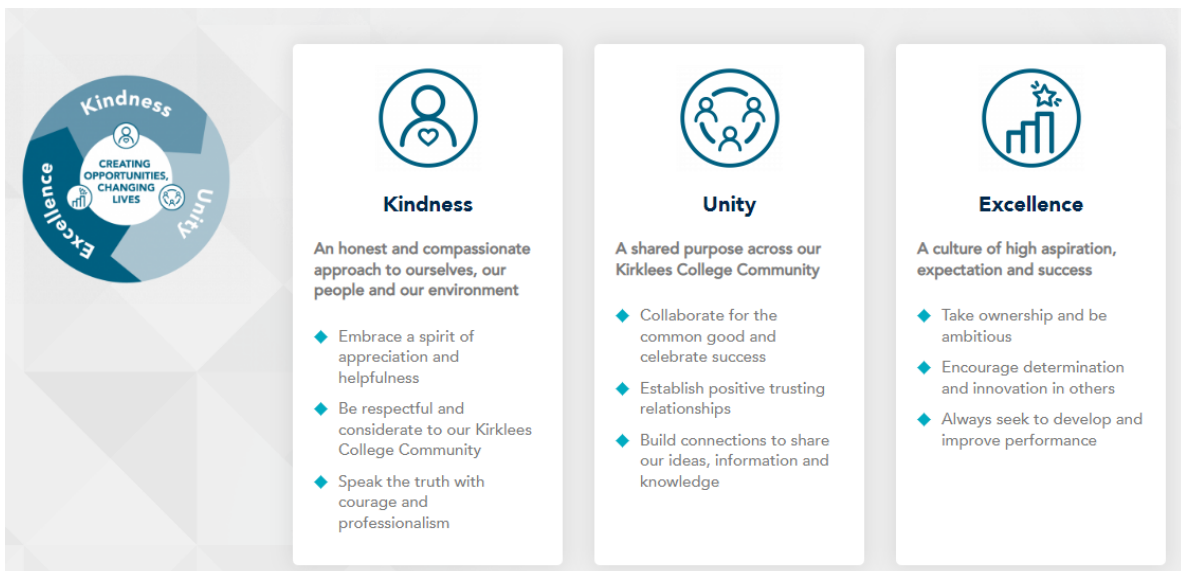 Kindness
Unity
Excellence
CREATING
OPPORTUNITIES,
CHANGING
LIVES
Kindness
An honest and compassionate
approach to ourselves, our
people and our environment
Embrace a spirit of
appreciation and
helpfulness
Be respectful and
considerate to our Kirklees
College Community
Speak the truth with
courage and
professionalism
Unity
A shared purpose across our
Kirklees College Community
Collaborate for the
common good and
celebrate success
Establish positive trusting
relationships
Build connections to share
our ideas, information and
knowledge
Excellence
A culture of high aspiration,
expectation and success
Take ownership and be
ambitious
Encourage determination
and innovation in others
Always seek to develop and
improve performance